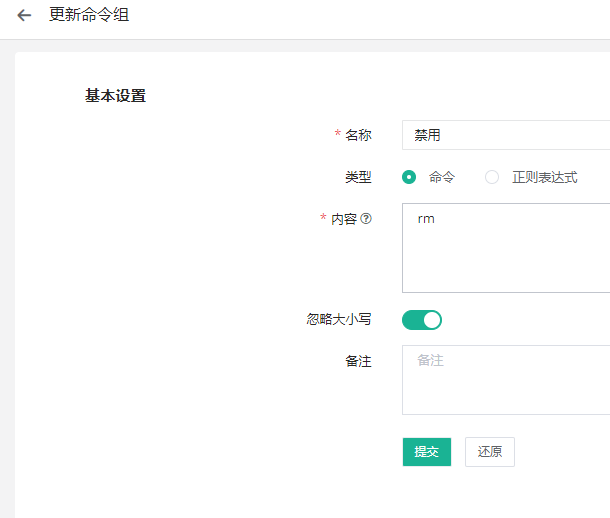 更新命令组
基本设置
* 名称 禁用
类型 命令 正则表达式
* 内容 rm
忽略大小写
备注 备注
提交 还原